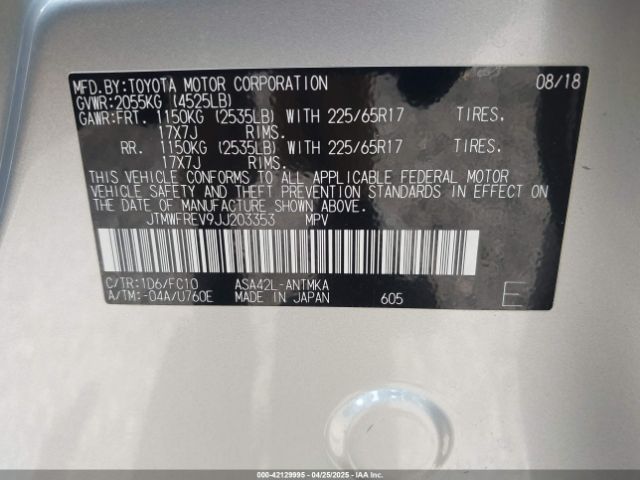 MFD.BY:TOYOTA MOTOR CORPORATION 08/18
GVWR:2055KG (4525LB)
GAWR:FRT. 1150KG (2535LB) WITH 225/65R17 TIRES.
17X7J RIMS.
RR. 1150KG (2535LB) WITH 225/65R17 TIRES.
17X7J RIMS.
THIS VEHICLE CONFORMS TO ALL APPLICABLE FEDERAL MOTOR
VEHICLE SAFETY AND THEFT PREVENTION STANDARDS IN EFFECT ON
THE DATE OF MANUFACTURE SHOWN ABOVE.
JTMWFREV9JJ203353 MPV
C/TR:1D6/FC10 ASA42L-ANTMKA
A/TM:-04A/U760E MADE IN JAPAN 605 E
000-42129995 04/25/2025 IAAI.COM